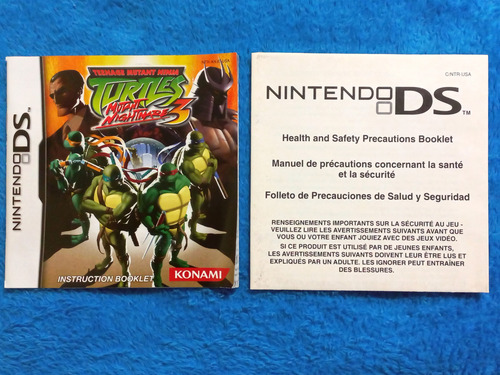 NINTENDO DS™
TEENAGE MUTANT NINJA
TURTLES
MUTANT
NIGHTMARE
3
INSTRUCTION BOOKLET
KONAMI
C/NTR-USA
NINTENDO DS™
Health and Safety Precautions Booklet
Manuel de précautions concernant la santé
et la sécurité
Folleto de Precauciones de Salud y Seguridad
RENSEIGNEMENTS IMPORTANTS SUR LA SÉCURITÉ AU JEU -
VEUILLEZ LIRE LES AVERTISSEMENTS SUIVANTS AVANT QUE
VOUS OU VOTRE ENFANT JOUIEZ AVEC DES JEUX VIDÉO.
SI CE PRODUIT EST UTILISÉ PAR DE JEUNES ENFANTS,
LES AVERTISSEMENTS SUIVANTS DOIVENT LEUR ÊTRE LUS ET
EXPLIQUÉS PAR UN ADULTE. LES IGNORER PEUT ENTRAÎNER
DES BLESSURES.